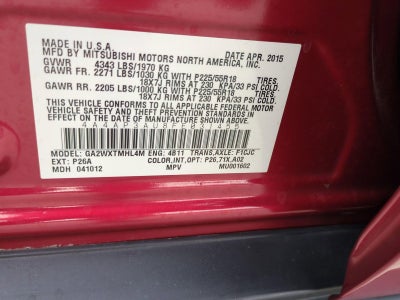 MADE IN U.S.A.
MFD BY MITSUBISHI MOTORS NORTH AMERICA, INC. DATE APR. 2015
GVWR 4343 LBS/1970 KG
GAWR FR. 2271 LBS/1030 KG WITH P225/55R18 TIRES,
18X7J RIMS AT 230 KPA/33 PSI COLD.
GAWR RR. 2205 LBS/1000 KG WITH P225/55R18 TIRES,
18X7J RIMS AT 230 KPA/33 PSI COLD.
THIS VEHICLE CONFORMS TO ALL APPLICABLE U.S.
FEDERAL MOTOR VEHICLE SAFETY AND BUMPER STANDARDS
IN EFFECT ON THE DATE OF MANUFACTURE SHOWN ABOVE.
MODEL: GA2WXTMHL4M ENG: 4B11 TRANS,AXLE: F1CJC
EXT: P26A COLOR,INT,OPT: P26,71X,A02
MDH 041012 MPV MU001602